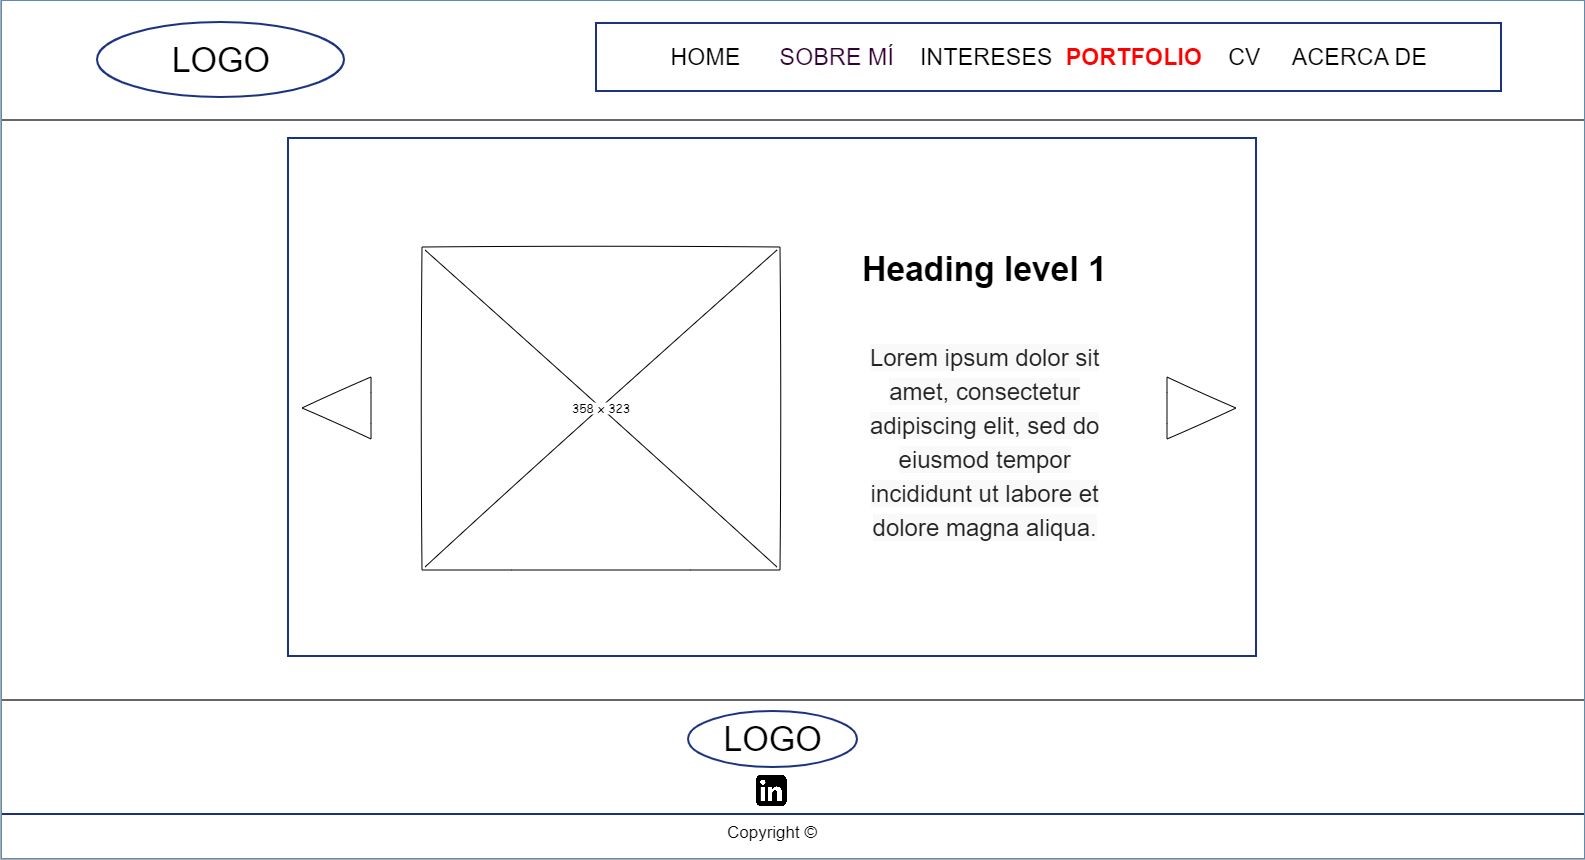 LOGO
HOME SOBRE MÍ INTERESES PORTFOLIO CV ACERCA DE
358 x 323
Heading level 1
Lorem ipsum dolor sit
amet, consectetur
adipiscing elit, sed do
eiusmod tempor
incididunt ut labore et
dolore magna aliqua.
LOGO
in
Copyright ©